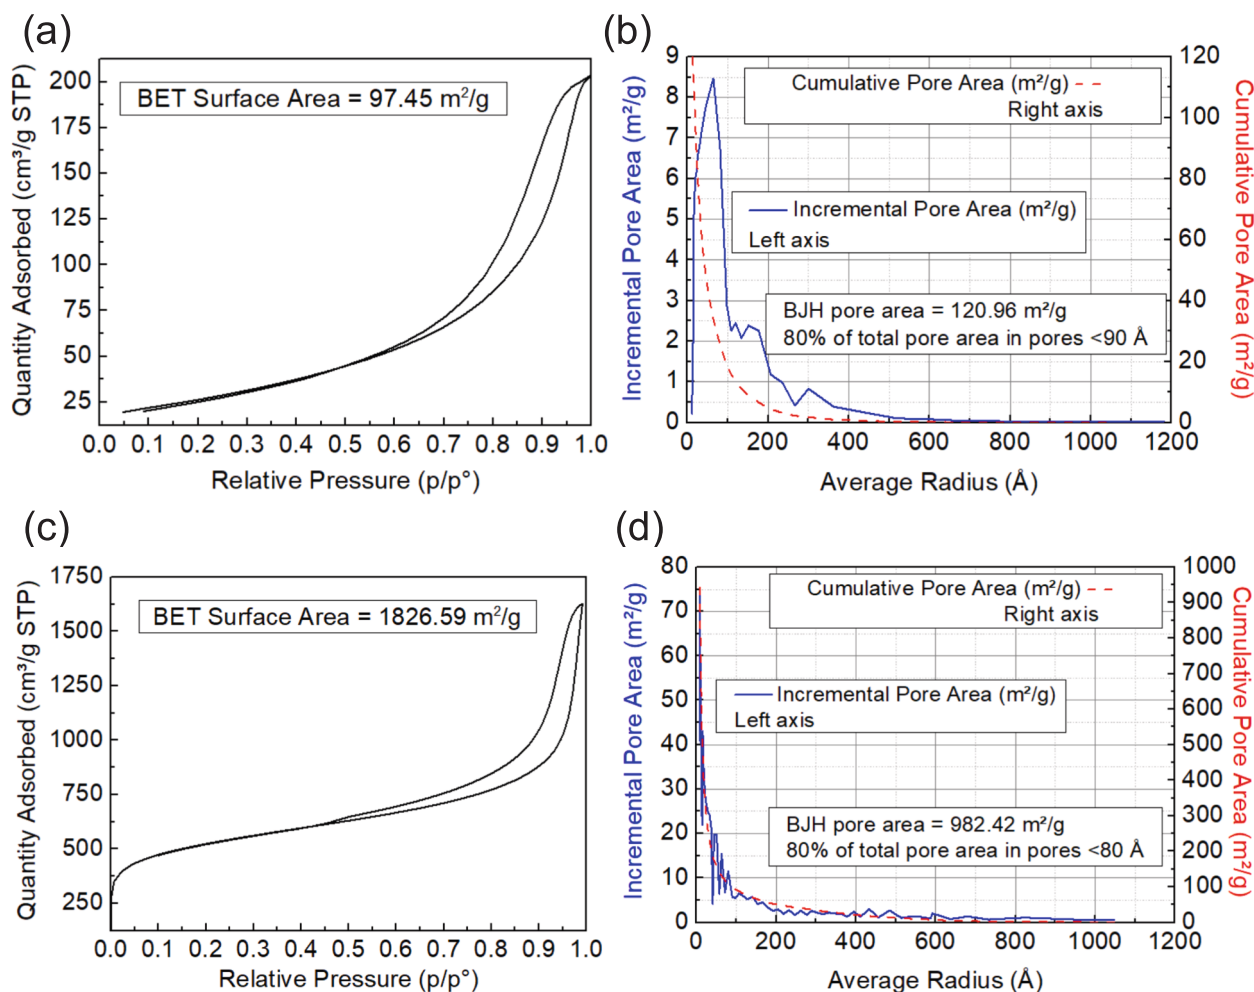 (a)
BET Surface Area = 97.45 m²/g
Quantity Adsorbed (cm³/g STP)
200
175
150
125
100
75
50
25
0.0 0.1 0.2 0.3 0.4 0.5 0.6 0.7 0.8 0.9 1.0
Relative Pressure (p/p°)
(b)
Cumulative Pore Area (m²/g)
Right axis
Incremental Pore Area (m²/g)
Left axis
BJH pore area = 120.96 m²/g
80% of total pore area in pores <90 Å
Incremental Pore Area (m²/g)
9
8
7
6
5
4
3
2
1
0
Cumulative Pore Area (m²/g)
120
100
80
60
40
20
0
0 200 400 600 800 1000 1200
Average Radius (Å)
(c)
BET Surface Area = 1826.59 m²/g
Quantity Adsorbed (cm³/g STP)
1750
1500
1250
1000
750
500
250
0.0 0.1 0.2 0.3 0.4 0.5 0.6 0.7 0.8 0.9 1.0
Relative Pressure (p/p°)
(d)
Cumulative Pore Area (m²/g)
Right axis
Incremental Pore Area (m²/g)
Left axis
BJH pore area = 982.42 m²/g
80% of total pore area in pores <80 Å
Incremental Pore Area (m²/g)
80
70
60
50
40
30
20
10
0
Cumulative Pore Area (m²/g)
1000
900
800
700
600
500
400
300
200
100
0
0 200 400 600 800 1000 1200
Average Radius (Å)